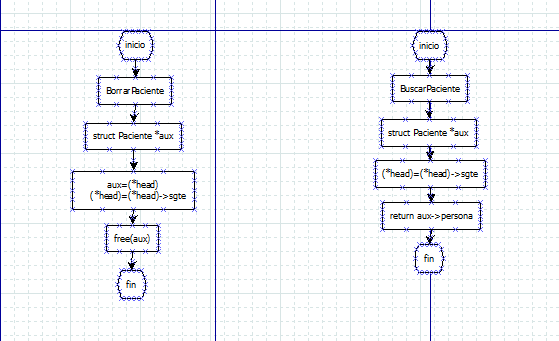 inicio
BorrarPaciente
struct Paciente *aux
aux=(*head)
(*head)=(*head)->sgte
free(aux)
fin
inicio
BuscarPaciente
struct Paciente *aux
(*head)=(*head)->sgte
return aux->persona
fin